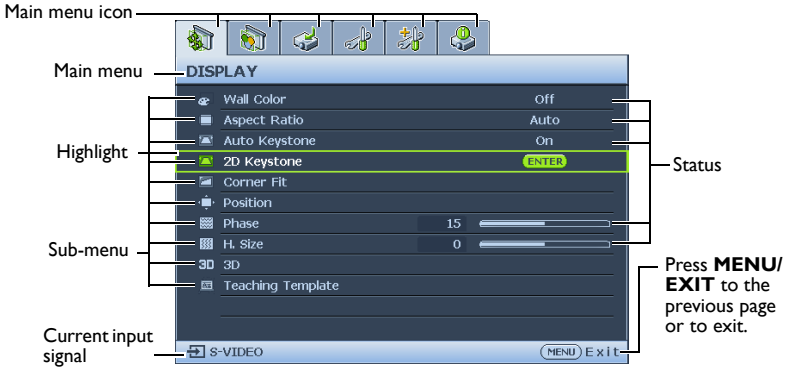 Main menu icon
Main menu
DISPLAY
Wall Color Off
Aspect Ratio Auto
Auto Keystone On
Highlight
2D Keystone ENTER
Status
Corner Fit
Position
Phase 15
Sub-menu
H. Size 0
3D 3D
Teaching Template
Press MENU/
EXIT to the
previous page
or to exit.
Current input
signal
S-VIDEO MENU Exit